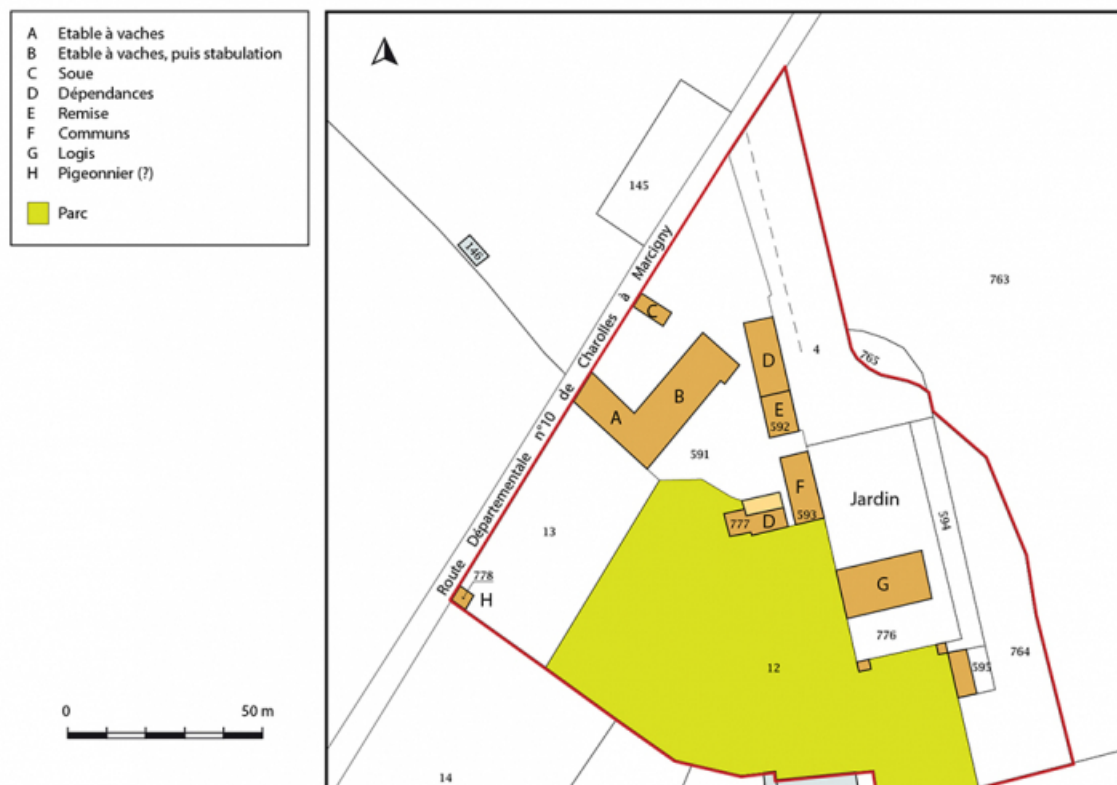 A Etable à vaches
B Etable à vaches, puis stabulation
C Soue
D Dépendances
E Remise
F Communs
G Logis
H Pigeonnier (?)
Parc
0 50 m
145
146
Route Départementale n°10 de Charolles à Marcigny
763
C
4
765
D
B
A
E
592
591
F
593
Jardin
594
777
D
13
778
H
G
776
12
595
764
14